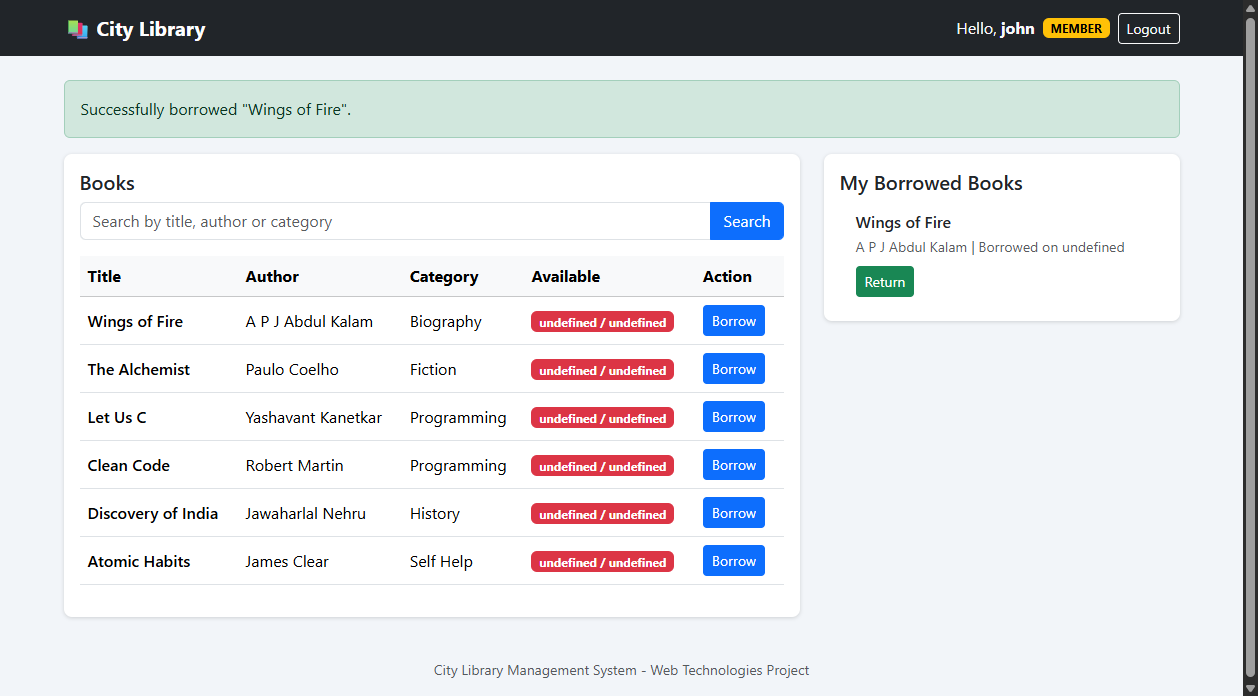 City Library
Hello, john MEMBER Logout
Successfully borrowed "Wings of Fire".
Books
Search by title, author or category Search
Title Author Category Available Action
Wings of Fire A P J Abdul Kalam Biography undefined / undefined Borrow
The Alchemist Paulo Coelho Fiction undefined / undefined Borrow
Let Us C Yashavant Kanetkar Programming undefined / undefined Borrow
Clean Code Robert Martin Programming undefined / undefined Borrow
Discovery of India Jawaharlal Nehru History undefined / undefined Borrow
Atomic Habits James Clear Self Help undefined / undefined Borrow
My Borrowed Books
Wings of Fire
A P J Abdul Kalam | Borrowed on undefined
Return
City Library Management System - Web Technologies Project